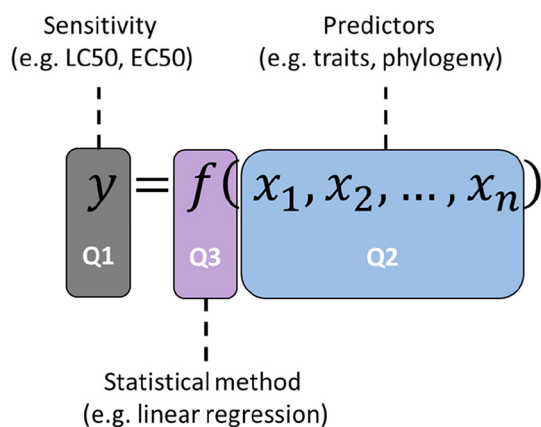 Sensitivity
(e.g. LC50, EC50)
Predictors
(e.g. traits, phylogeny)
y = f( x₁, x₂, ..., xₙ)
Q1
Q3
Q2
Statistical method
(e.g. linear regression)